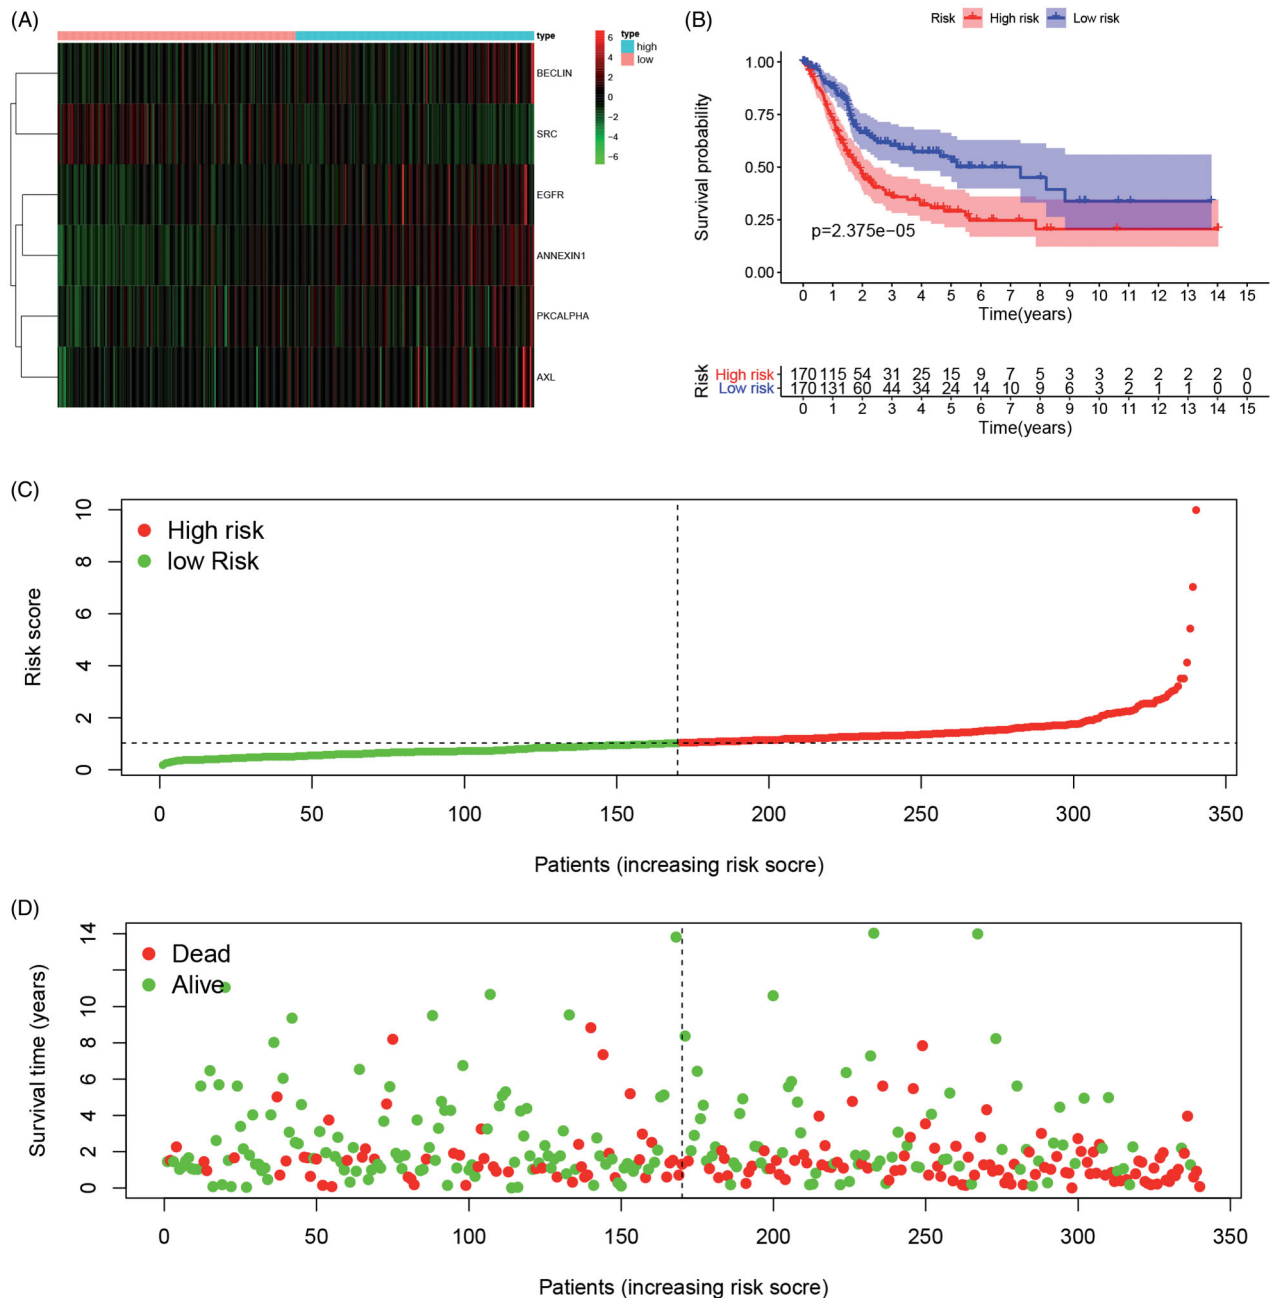 (A)
type
BECLIN
SRC
EGFR
ANNEXIN1
PKCALPHA
AXL
6
4
2
0
−2
−4
−6
type
high
low
(B)
Risk High risk Low risk
Survival probability
1.00
0.75
0.50
0.25
0.00
p=2.375e−05
0 1 2 3 4 5 6 7 8 9 10 11 12 13 14 15
Time(years)
Risk
High risk 170 115 54 31 25 15 9 7 5 3 3 2 2 2 2 0
Low risk 170 131 60 44 34 24 14 10 9 6 3 2 1 1 0 0
0 1 2 3 4 5 6 7 8 9 10 11 12 13 14 15
Time(years)
(C)
Risk score
10
8
6
4
2
0
High risk
low Risk
0 50 100 150 200 250 300 350
Patients (increasing risk socre)
(D)
Survival time (years)
14
10
8
6
4
2
0
Dead
Alive
0 50 100 150 200 250 300 350
Patients (increasing risk socre)